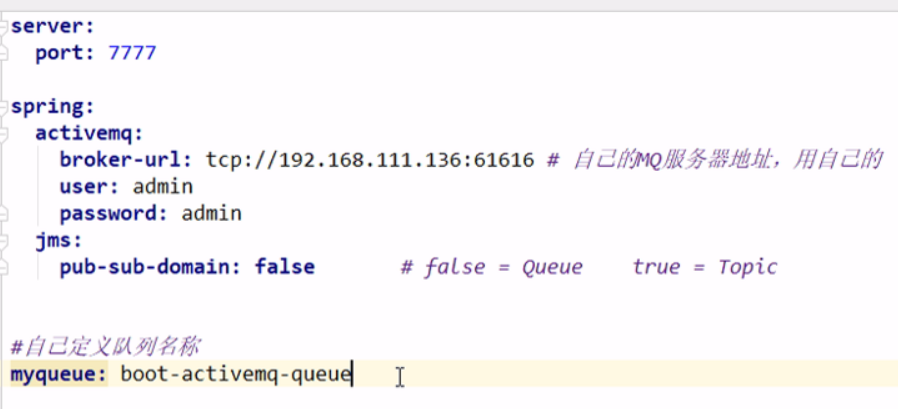 server:
port: 7777
spring:
activemq:
broker-url: tcp://192.168.111.136:61616 # 自己的MQ服务器地址，用自己的
user: admin
password: admin
jms:
pub-sub-domain: false # false = Queue true = Topic
#自己定义队列名称
myqueue: boot-activemq-queue